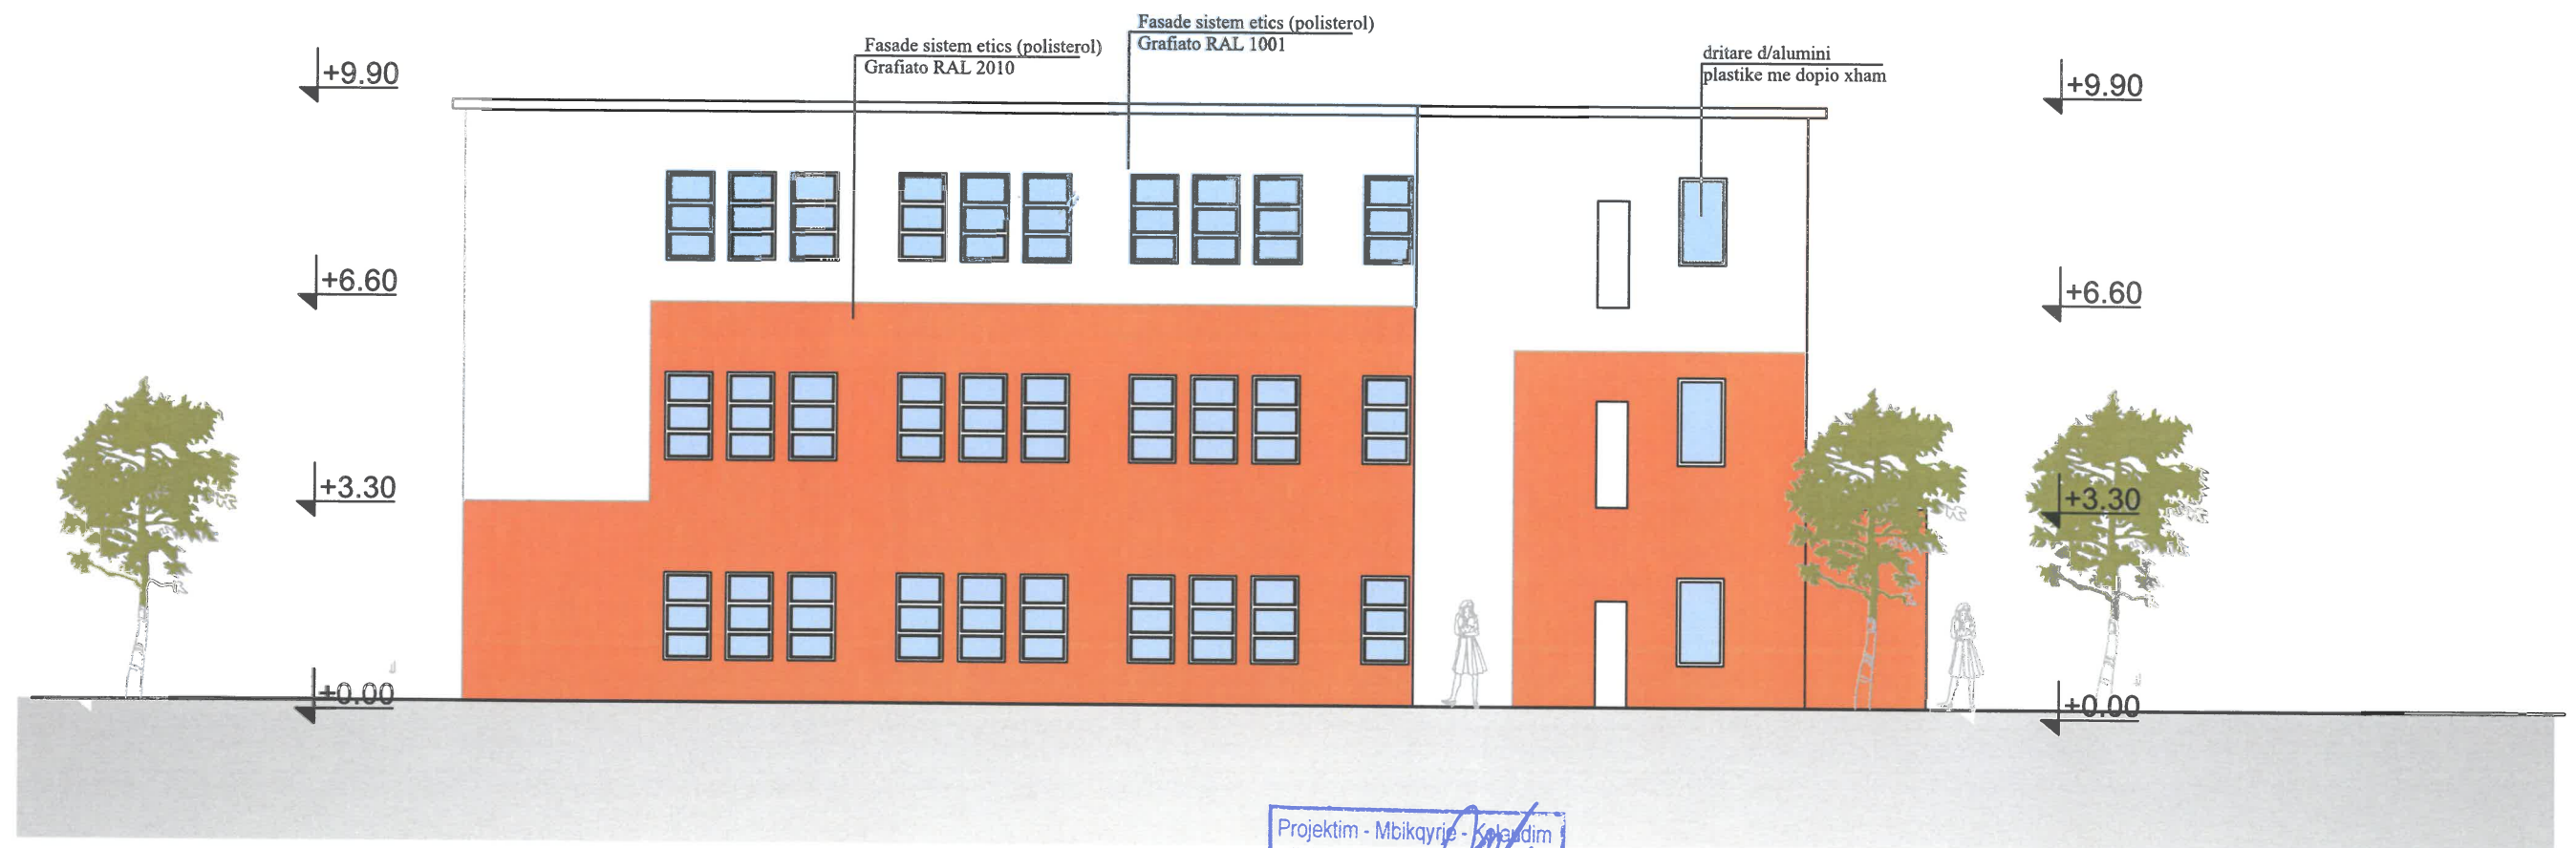 Fasade sistem etics (polisterol)
Grafiato RAL 1001
Fasade sistem etics (polisterol)
Grafiato RAL 2010
dritare d/alumini
plastike me dopio xham
+9.90
+9.90
+6.60
+6.60
+3.30
+3.30
+0.00
+0.00
Projektim - Mbikqyrje - Kolaudim